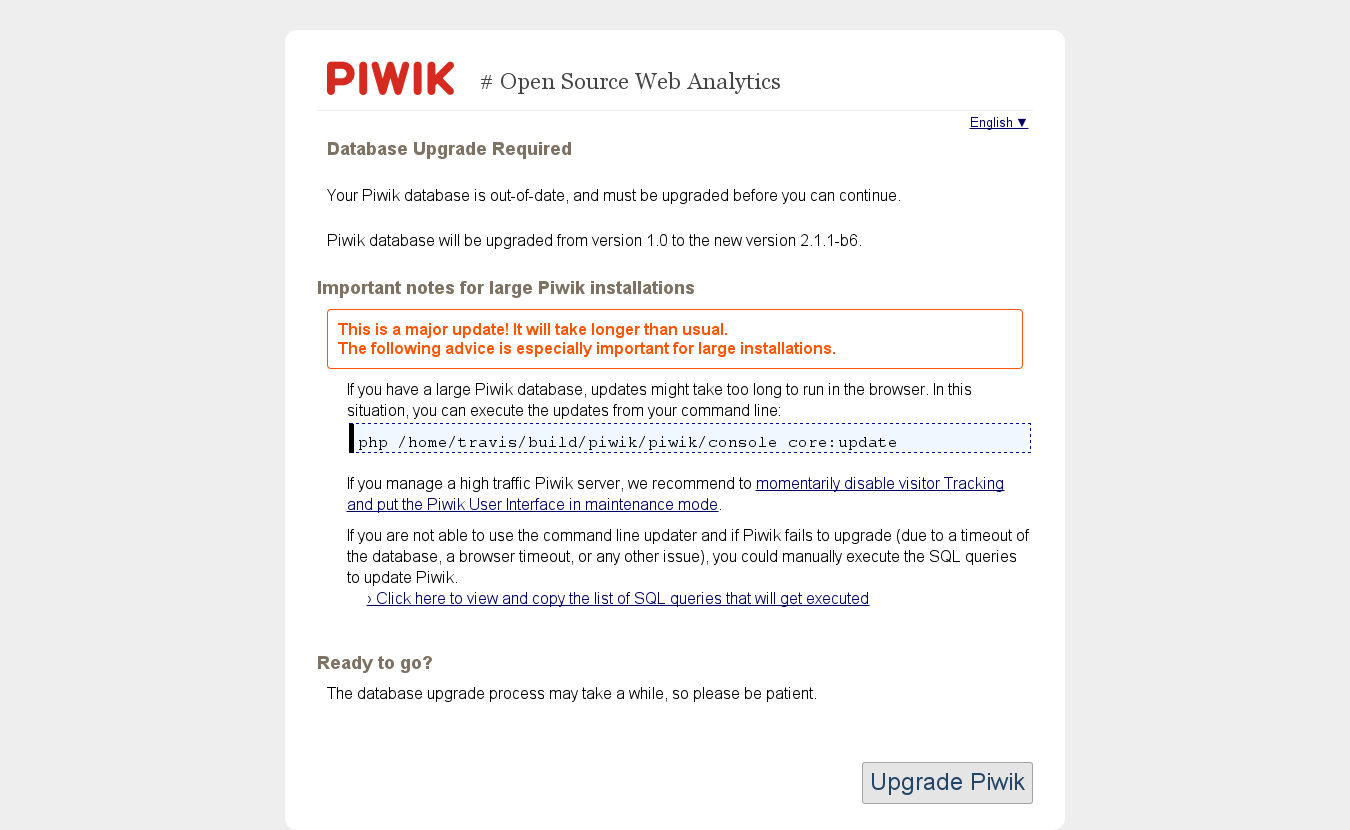 PIWIK # Open Source Web Analytics
English ▼
Database Upgrade Required
Your Piwik database is out-of-date, and must be upgraded before you can continue.
Piwik database will be upgraded from version 1.0 to the new version 2.1.1-b6.
Important notes for large Piwik installations
This is a major update! It will take longer than usual.
The following advice is especially important for large installations.
If you have a large Piwik database, updates might take too long to run in the browser. In this
situation, you can execute the updates from your command line:
php /home/travis/build/piwik/piwik/console core:update
If you manage a high traffic Piwik server, we recommend to momentarily disable visitor Tracking
and put the Piwik User Interface in maintenance mode.
If you are not able to use the command line updater and if Piwik fails to upgrade (due to a timeout of
the database, a browser timeout, or any other issue), you could manually execute the SQL queries
to update Piwik.
› Click here to view and copy the list of SQL queries that will get executed
Ready to go?
The database upgrade process may take a while, so please be patient.
Upgrade Piwik